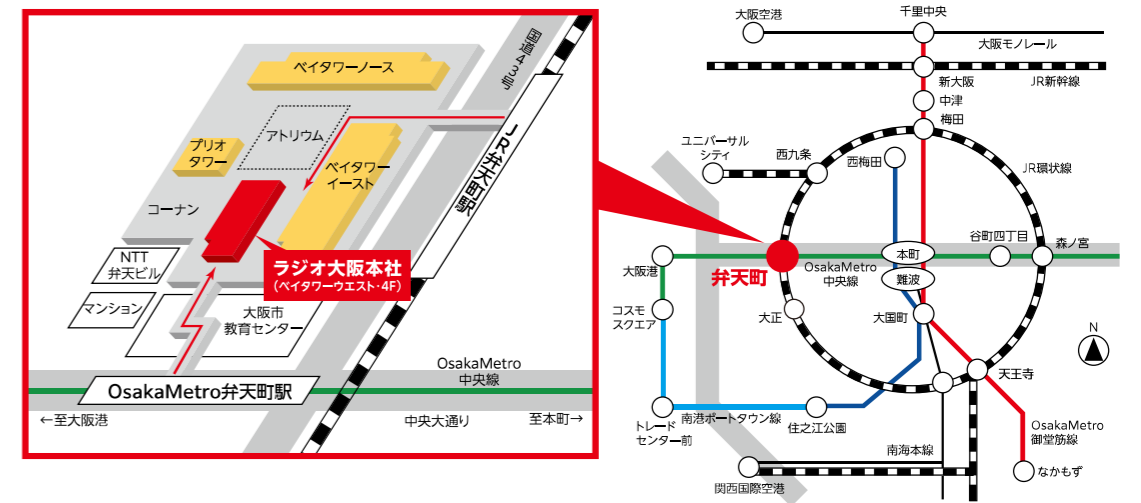 国道43号
ベイタワーノース
アトリウム
プリオ
タワー
ベイタワー
イースト
JR弁天町駅
コーナン
NTT
弁天ビル
ラジオ大阪本社
(ベイタワーウエスト・4F)
マンション
大阪市
教育センター
OsakaMetro
中央線
OsakaMetro弁天町駅
←至大阪港
中央大通り
至本町→
大阪空港
千里中央
大阪モノレール
新大阪
JR新幹線
中津
梅田
ユニバーサル
シティ
西九条
西梅田
JR環状線
谷町四丁目
森ノ宮
本町
大阪港
弁天町
OsakaMetro
中央線
難波
コスモ
スクエア
大正
大国町
N
天王寺
トレード
センター前
南港ポートタウン線
住之江公園
OsakaMetro
御堂筋線
南海本線
なかもず
関西国際空港